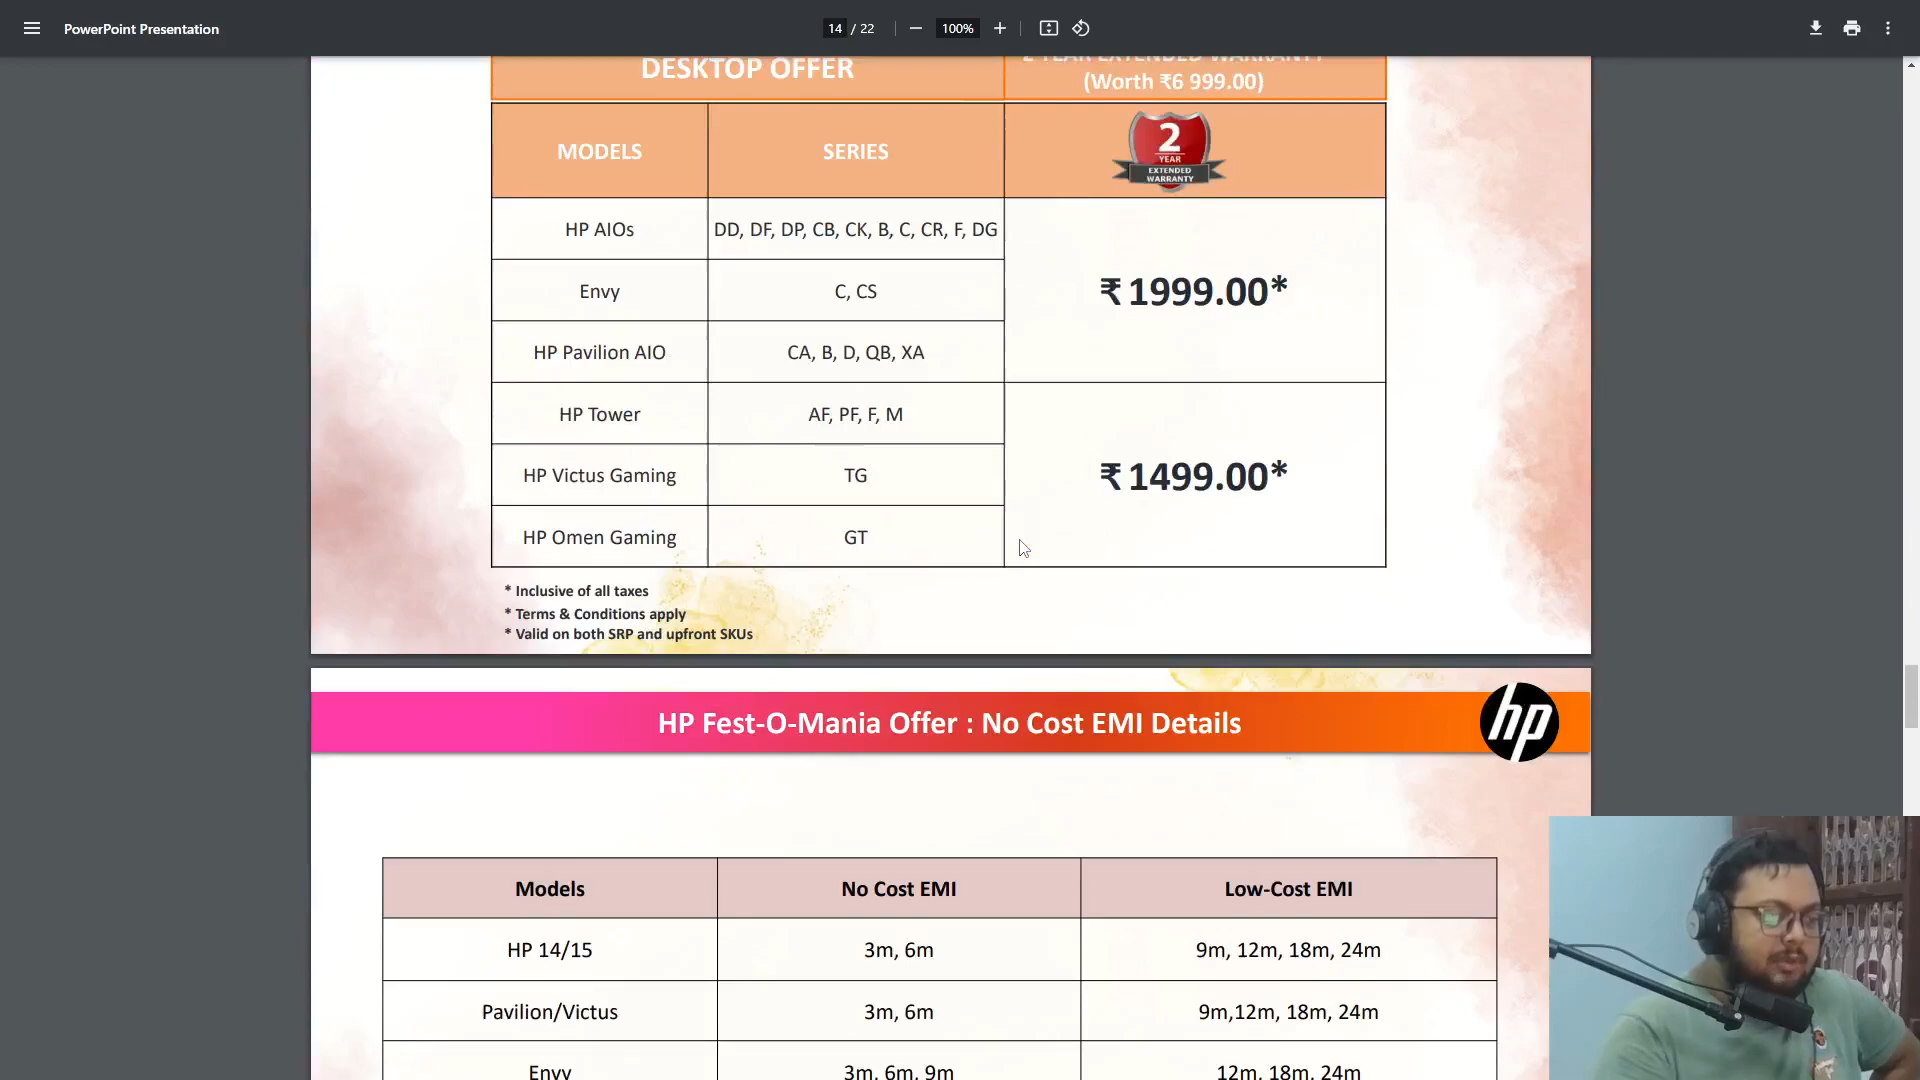 PowerPoint Presentation
14 / 22
100%
DESKTOP OFFER
2 YEAR EXTENDED WARRANTY
(Worth ₹6 999.00)
MODELS
SERIES
2
YEAR
EXTENDED
WARRANTY
HP AIOs
DD, DF, DP, CB, CK, B, C, CR, F, DG
₹ 1999.00*
Envy
C, CS
HP Pavilion AIO
CA, B, D, QB, XA
HP Tower
AF, PF, F, M
₹ 1499.00*
HP Victus Gaming
TG
HP Omen Gaming
GT
* Inclusive of all taxes
* Terms & Conditions apply
* Valid on both SRP and upfront SKUs
HP Fest-O-Mania Offer : No Cost EMI Details
hp
Models
No Cost EMI
Low-Cost EMI
HP 14/15
3m, 6m
9m, 12m, 18m, 24m
Pavilion/Victus
3m, 6m
9m,12m, 18m, 24m
Envy
3m, 6m, 9m
12m, 18m, 24m